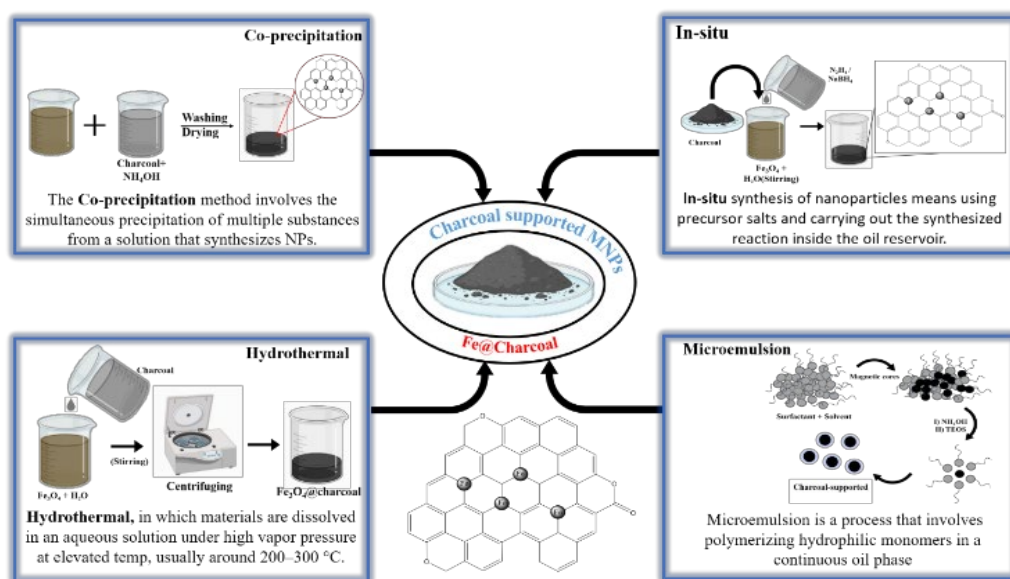 Co-precipitation
Washing
Drying
Charcoal+
NH₄OH
The Co-precipitation method involves the
simultaneous precipitation of multiple substances
from a solution that synthesizes NPs.
In-situ
N₂H₄ /
NaBH₄
Charcoal
Fe₃O₄ +
H₂O(Stirring)
In-situ synthesis of nanoparticles means using
precursor salts and carrying out the synthesized
reaction inside the oil reservoir.
Charcoal supported MNPs
Fe@Charcoal
Hydrothermal
Charcoal
(Stirring)
Fe₃O₄ + H₂O
Centrifuging
Fe₃O₄@charcoal
Hydrothermal, in which materials are dissolved
in an aqueous solution under high vapor pressure
at elevated temp, usually around 200–300 °C.
Microemulsion
Magnetic cores
Surfactant + Solvent
I) NH₄OH
II) TEOS
Charcoal-supported
Microemulsion is a process that involves
polymerizing hydrophilic monomers in a
continuous oil phase